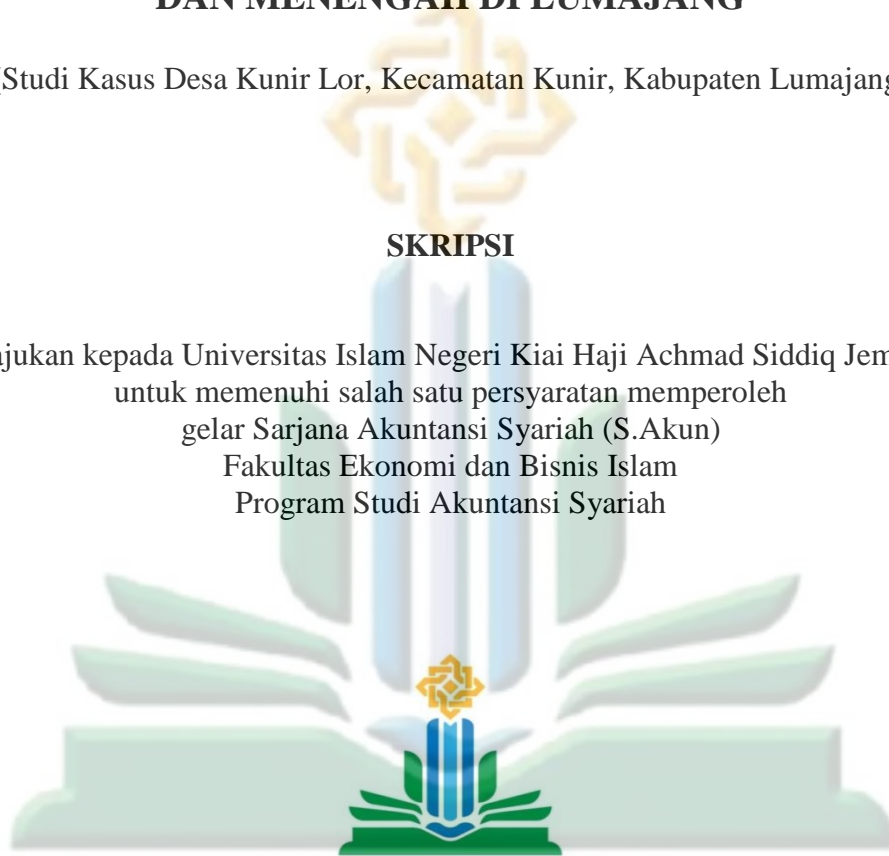 DAN MENENGAH DI LUMAJANG
(Studi Kasus Desa Kunir Lor, Kecamatan Kunir, Kabupaten Lumajang
SKRIPSI
ajukan kepada Universitas Islam Negeri Kiai Haji Achmad Siddiq Jem
untuk memenuhi salah satu persyaratan memperoleh
gelar Sarjana Akuntansi Syariah (S.Akun)
Fakultas Ekonomi dan Bisnis Islam
Program Studi Akuntansi Syariah